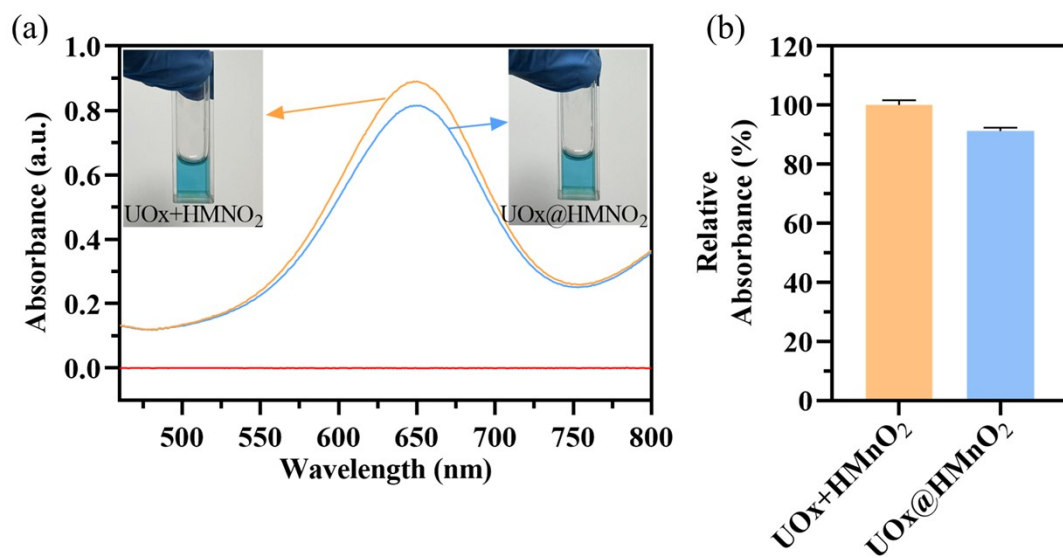 (a)
Absorbance (a.u.)
1.0
0.8
0.6
0.4
0.2
0.0
UOx+HMNO₂
UOx@HMNO₂
500 550 600 650 700 750 800
Wavelength (nm)
(b)
Relative
Absorbance (%)
120
100
80
60
40
20
0
UOx+HMnO₂
UOx@HMnO₂